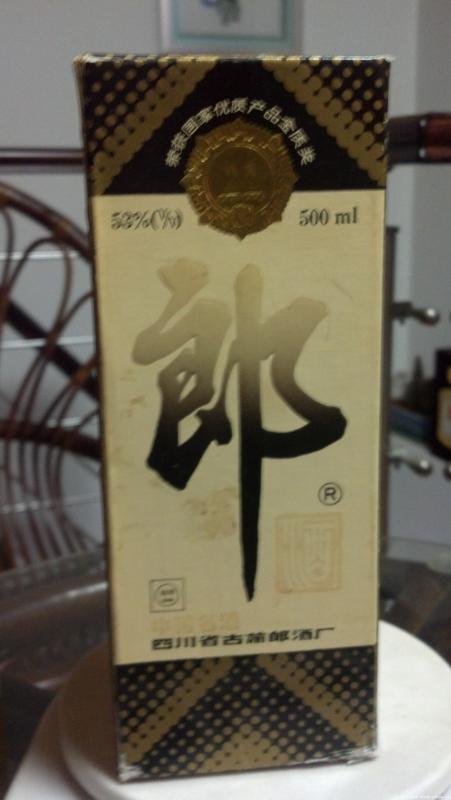 荣获国家优质产品金质奖
53%(V/V) 500 ml
郎
®
酒
中国名酒
四川省古蔺郎酒厂